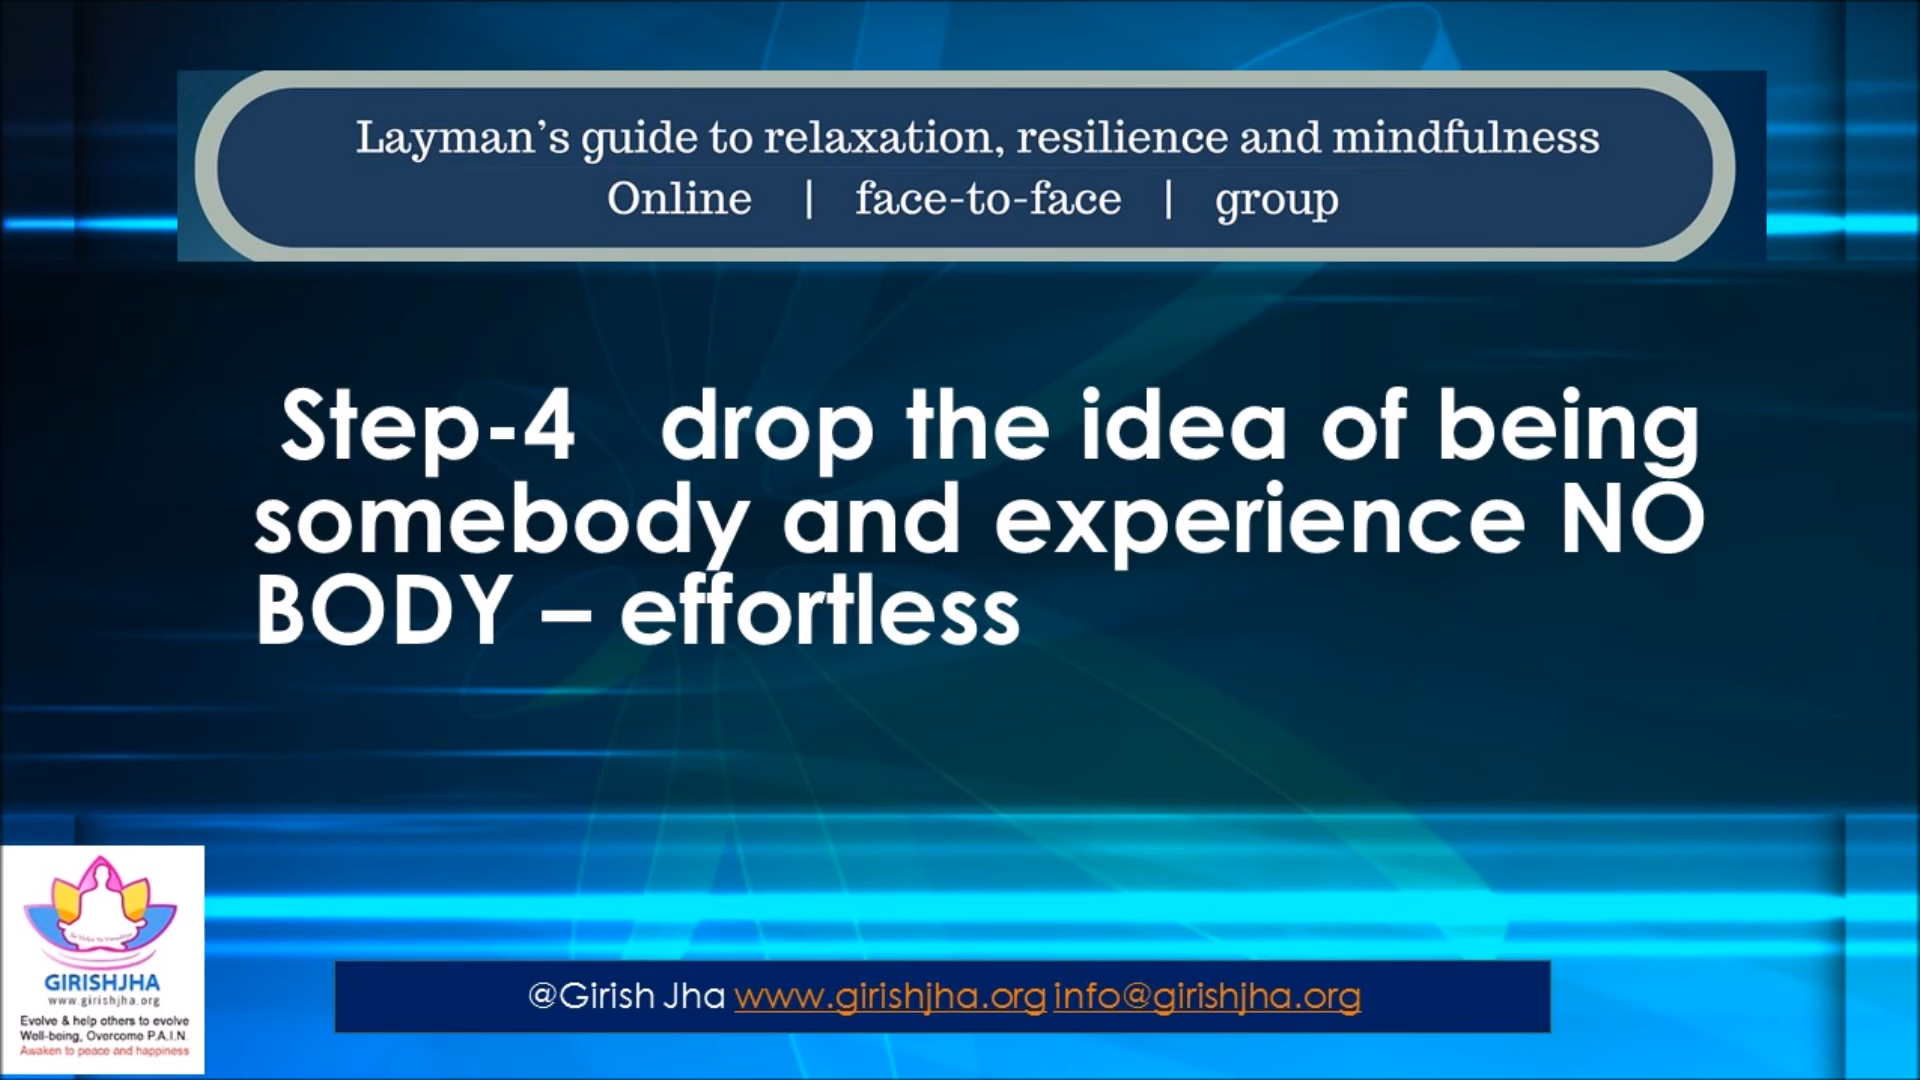 Layman's guide to relaxation, resilience and mindfulness
Online | face-to-face | group
Step-4 drop the idea of being
somebody and experience NO
BODY – effortless
GIRISHJHA
www.girishjha.org
Evolve & help others to evolve
Well-being, Overcome P.A.I.N.
Awaken to peace and happiness
@Girish Jha www.girishjha.org info@girishjha.org